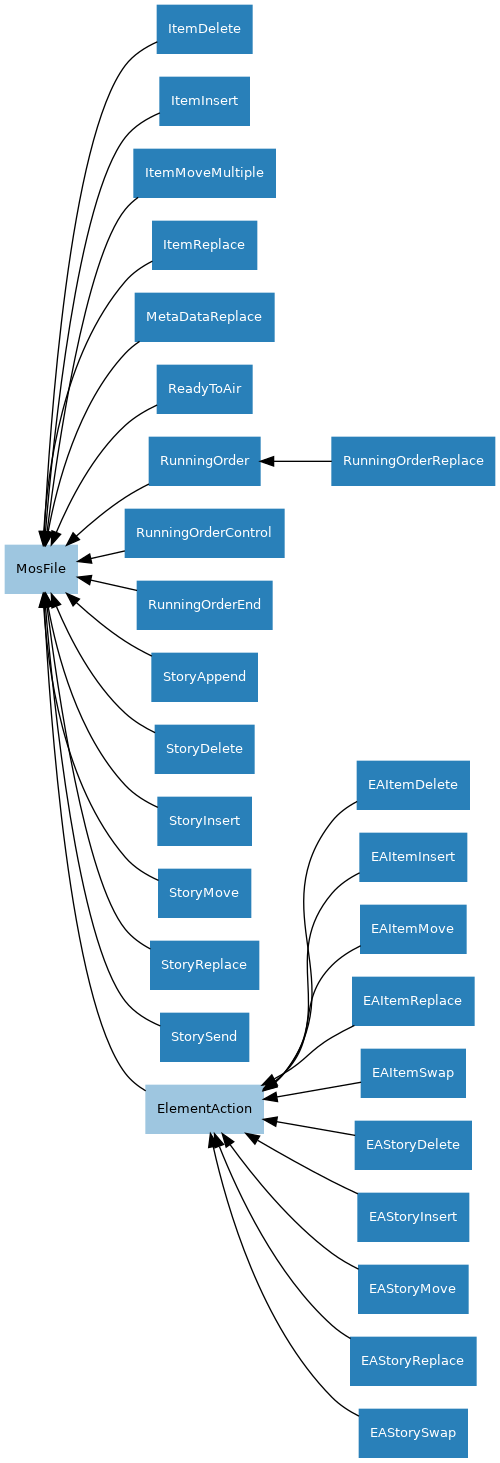 ItemDelete
ItemInsert
ItemMoveMultiple
ItemReplace
MetaDataReplace
ReadyToAir
RunningOrder
RunningOrderReplace
RunningOrderControl
MosFile
RunningOrderEnd
StoryAppend
StoryDelete
EAItemDelete
StoryInsert
EAItemInsert
StoryMove
EAItemMove
StoryReplace
EAItemReplace
StorySend
EAItemSwap
ElementAction
EAStoryDelete
EAStoryInsert
EAStoryMove
EAStoryReplace
EAStorySwap